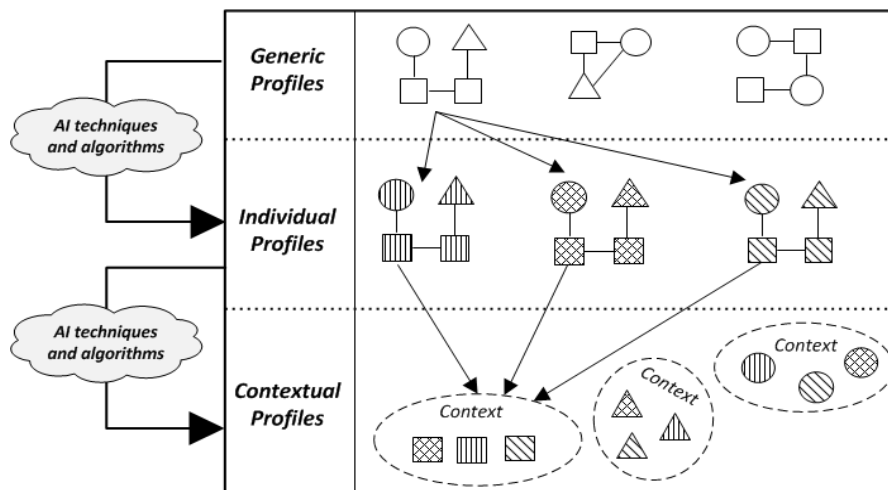 Generic
Profiles
AI techniques
and algorithms
Individual
Profiles
AI techniques
and algorithms
Contextual
Profiles
Context
Context
Context